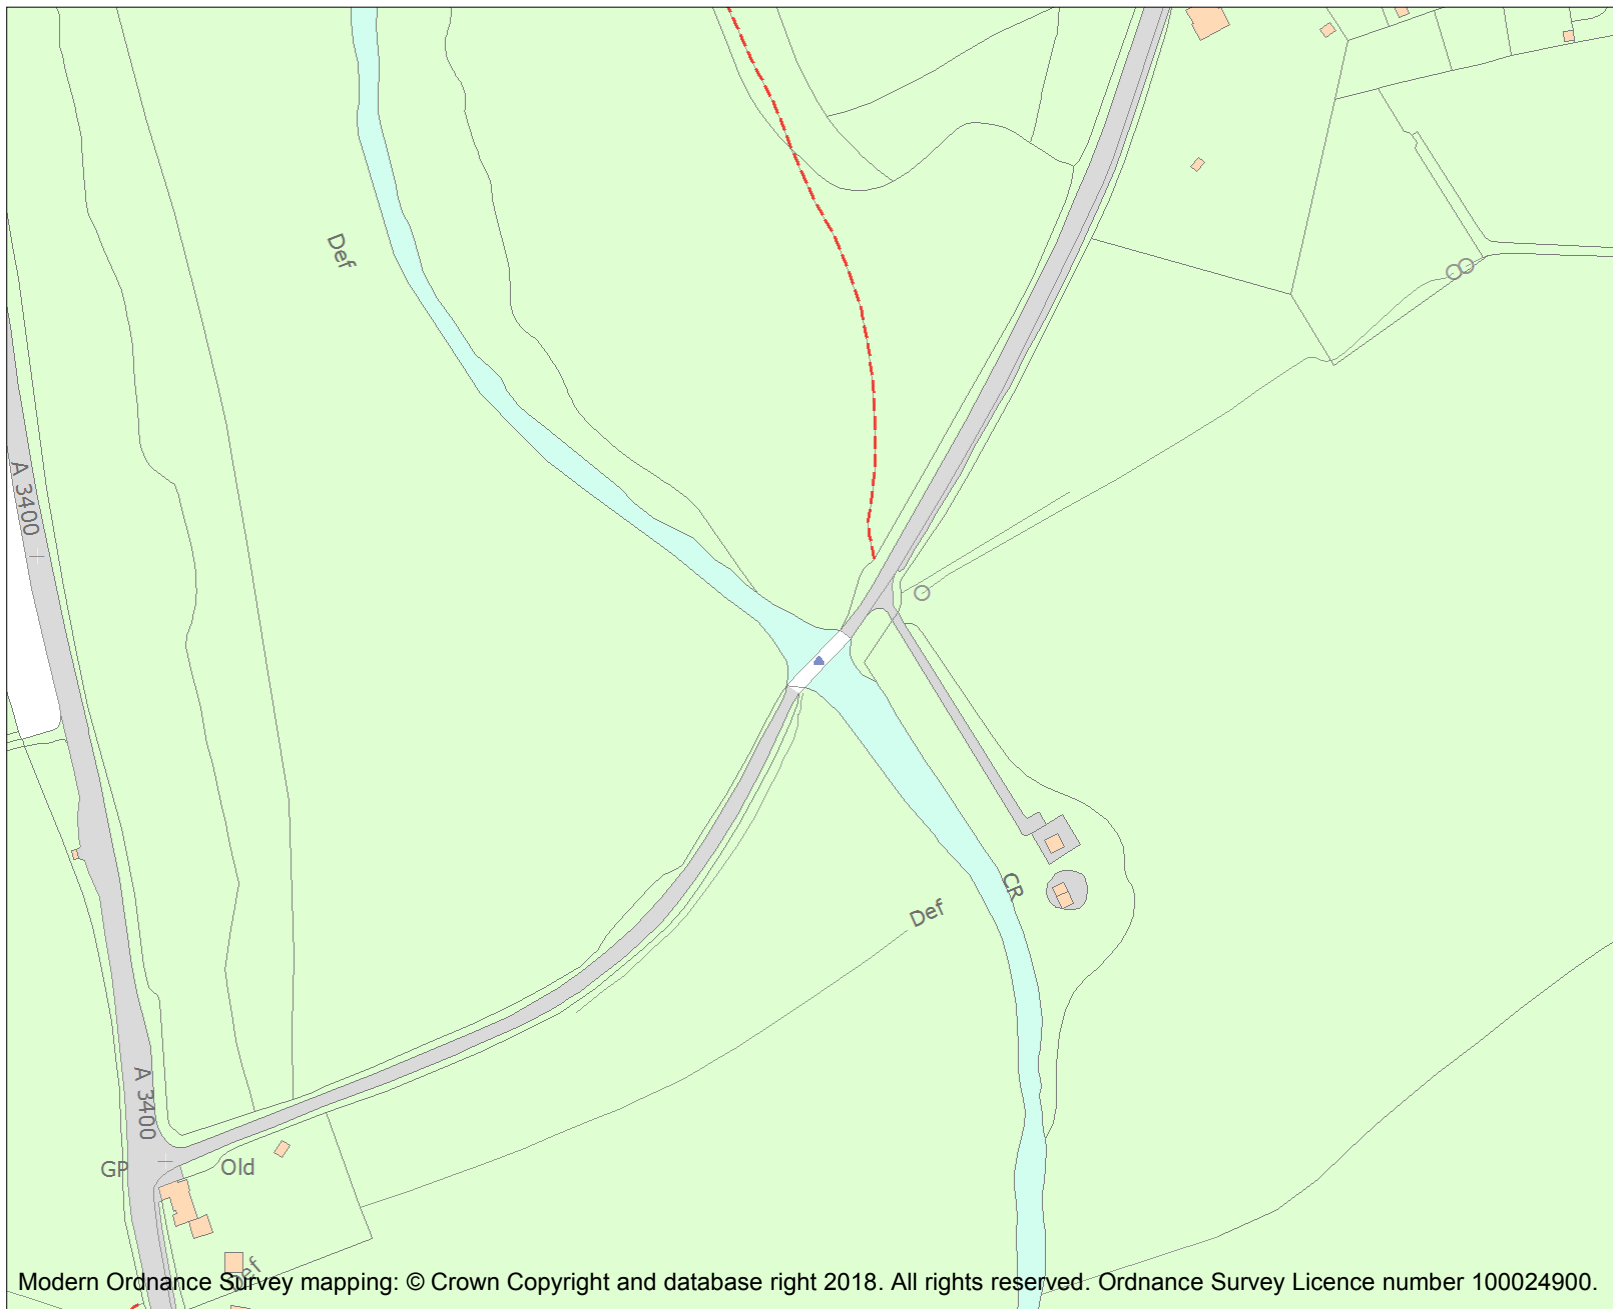 Def
A 3400
CR
Def
A 3400
GP
Old
Def
Modern Ordnance Survey mapping: © Crown Copyright and database right 2018. All rights reserved. Ordnance Survey Licence number 100024900.